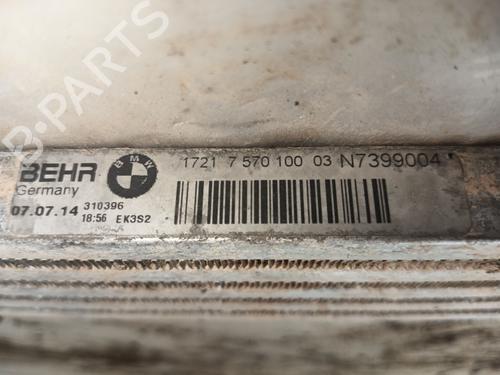 B-PARTS
BEHR
Germany
BMW
1721 7 570 100 03 N7399004
07.07.14
310396
18:56 EK3S2